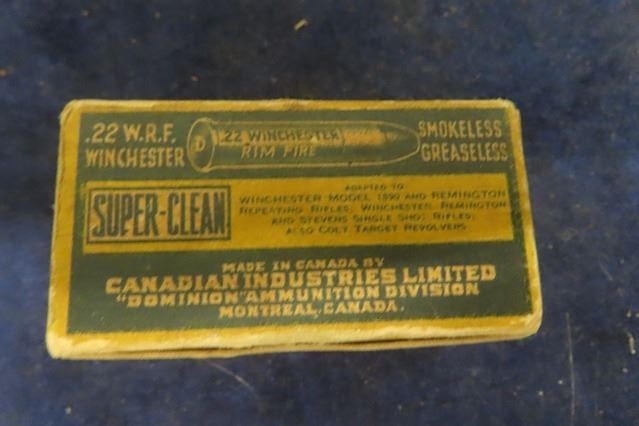 .22 W.R.F.
WINCHESTER
D
.22 WINCHESTER
RIM FIRE
SMOKELESS
GREASELESS
SUPER-CLEAN
ADAPTED TO
WINCHESTER MODEL 1890 AND REMINGTON
REPEATING RIFLES, WINCHESTER, REMINGTON
AND STEVENS SINGLE SHOT RIFLES,
ALSO COLT TARGET REVOLVERS
MADE IN CANADA BY
CANADIAN INDUSTRIES LIMITED
"DOMINION" AMMUNITION DIVISION
MONTREAL, CANADA.